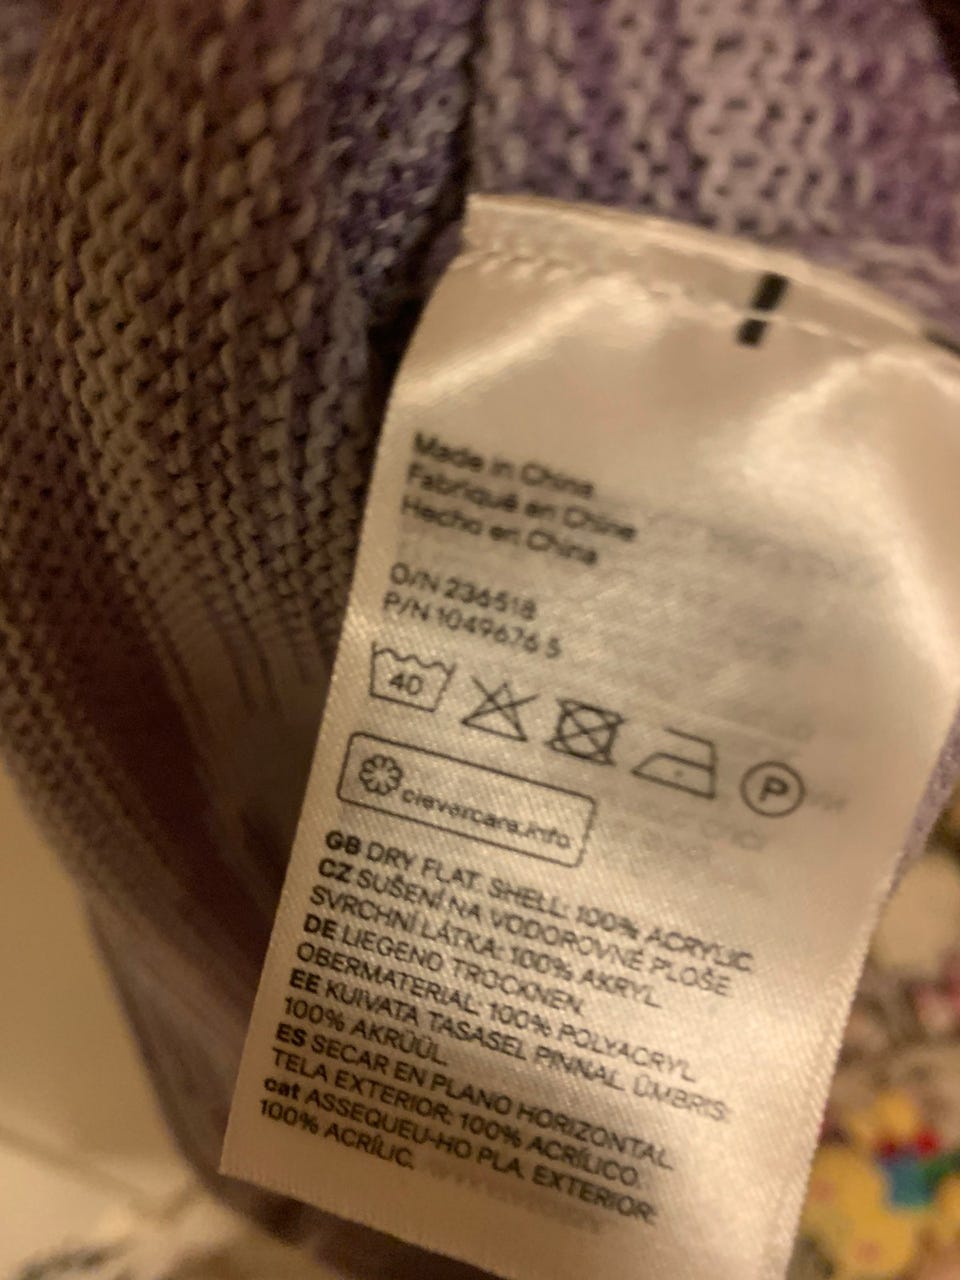 Made in China
Fabriqué en Chine
Hecho en China
O/N 236518
P/N 1049676 5
40
P
clevercare.info
GB DRY FLAT. SHELL: 100% ACRYLIC.
CZ SUŠENÍ NA VODOROVNÉ PLOŠE.
SVRCHNÍ LÁTKA: 100% AKRYL.
DE LIEGEND TROCKNEN.
OBERMATERIAL: 100% POLYACRYL
EE KUIVATA TASASEL PINNAL. ÜMBRIS:
100% AKRÜÜL.
ES SECAR EN PLANO HORIZONTAL.
TELA EXTERIOR: 100% ACRÍLICO.
cat ASSEQUEU-HO PLA. EXTERIOR:
100% ACRÍLIC.